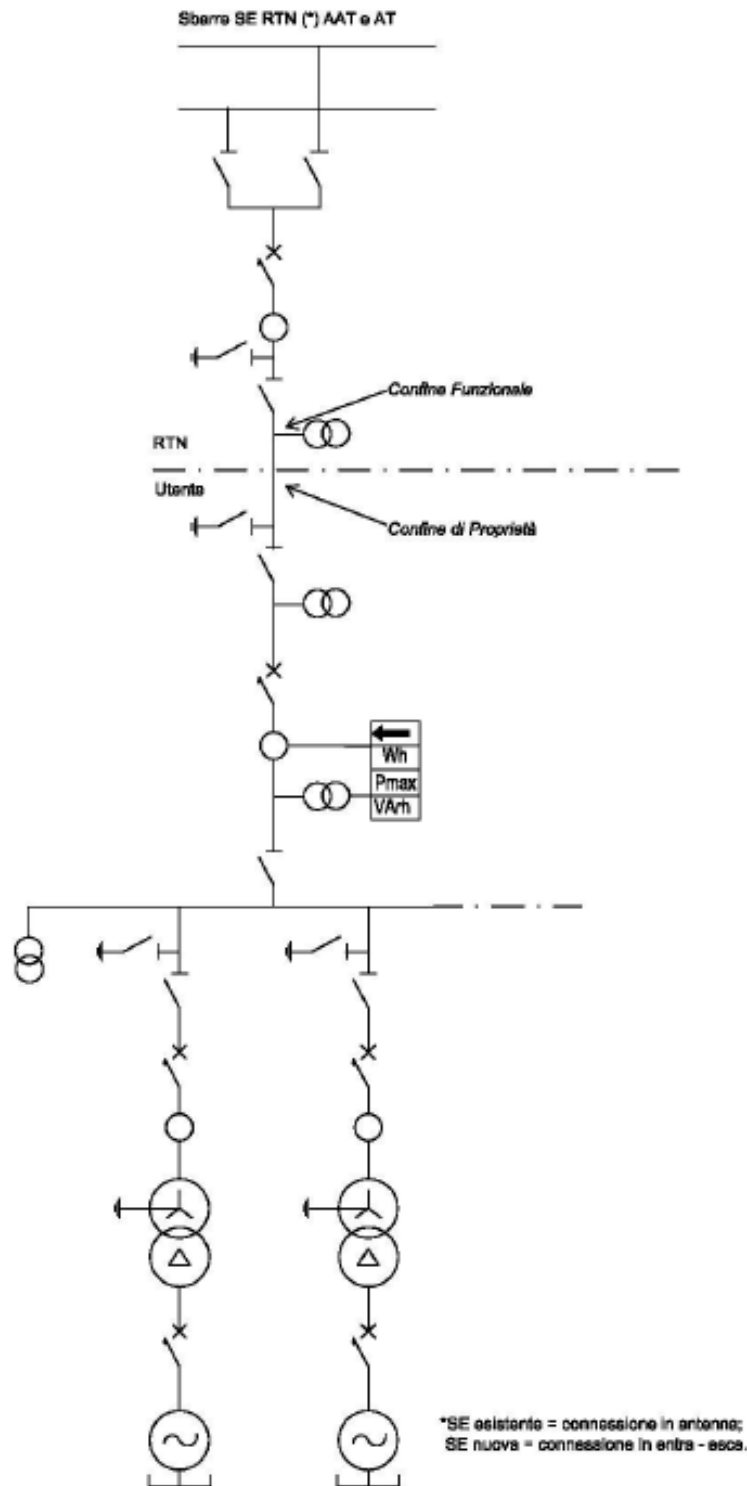 Sbarre SE RTN (*) AAT e AT
Confine Funzionale
RTN
Utente
Confine di Proprietà
Wh
Pmax
VArh
*SE esistente = connessione in antenna;
SE nuova = connessione in entra - esce.